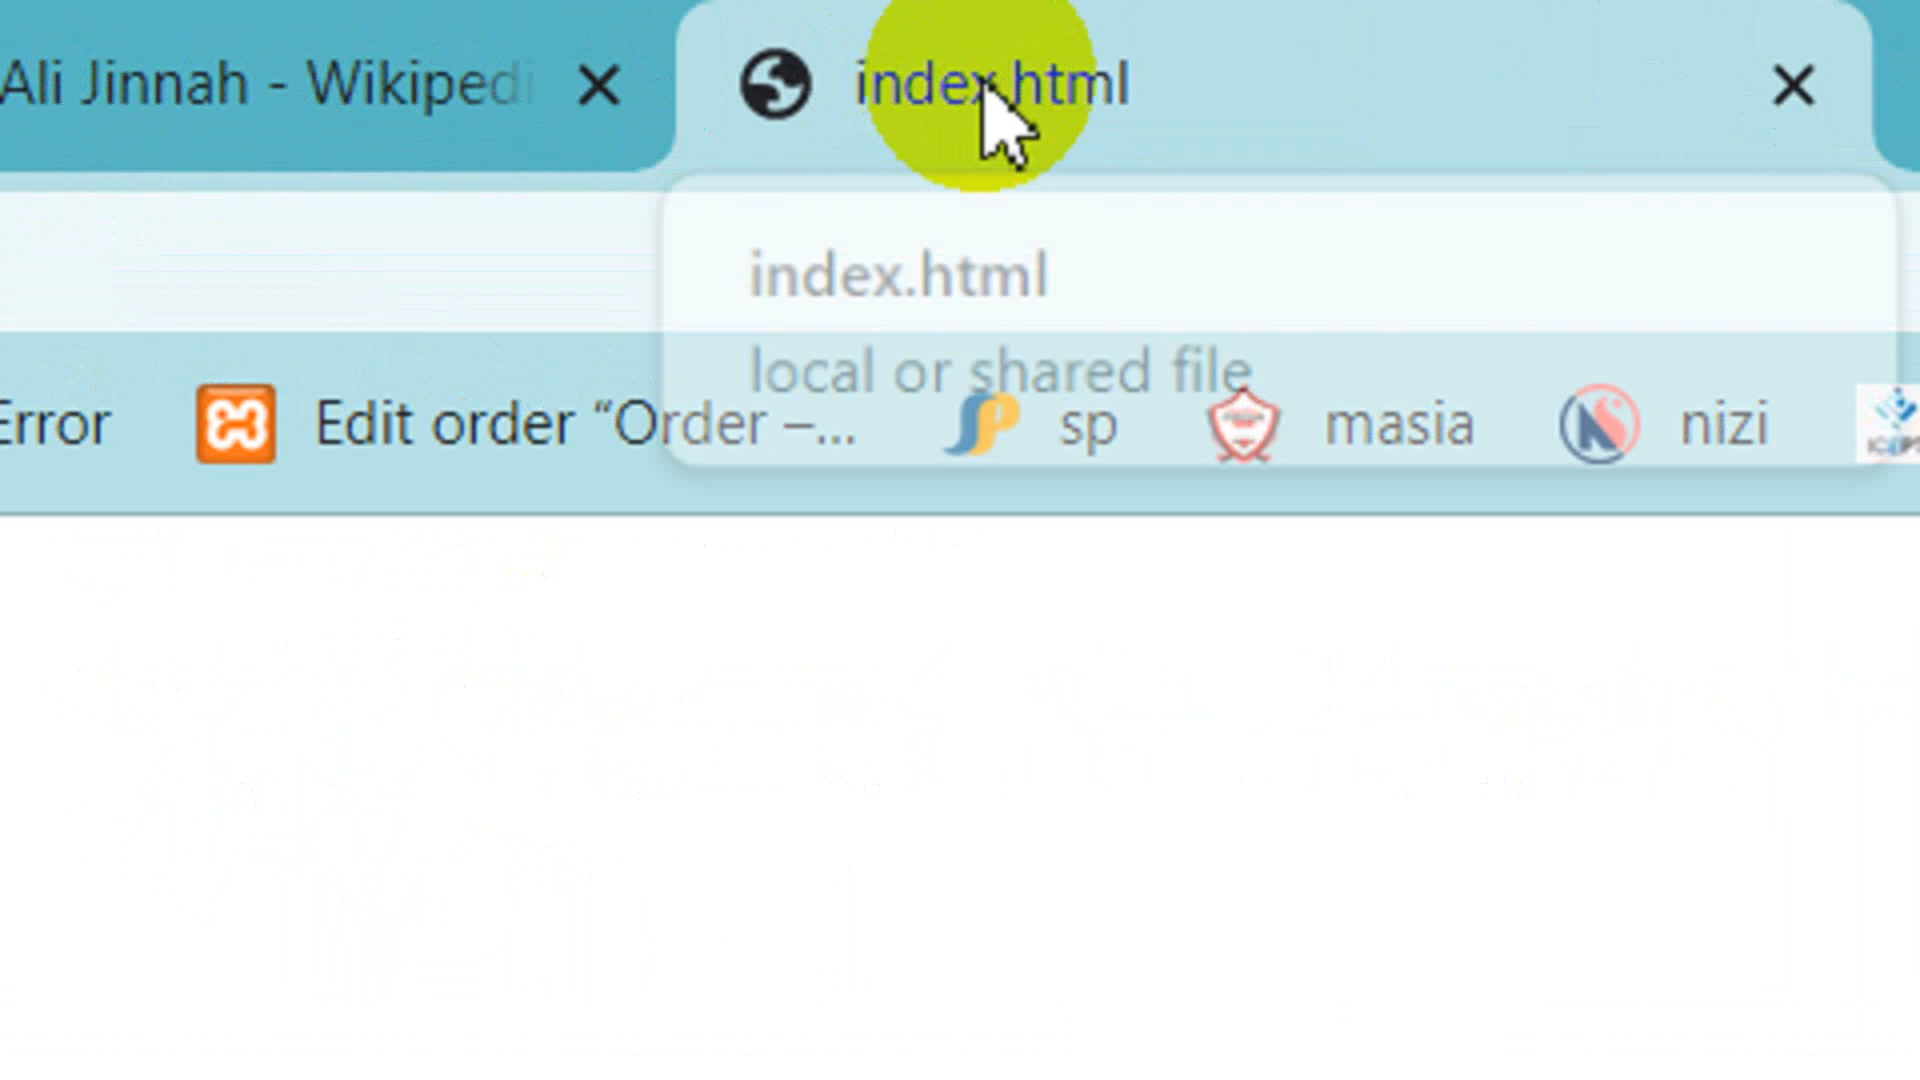 Ali Jinnah - Wikipedi
index.html
index.html
local or shared file
Error
Edit order “Order –...
sp
masia
nizi